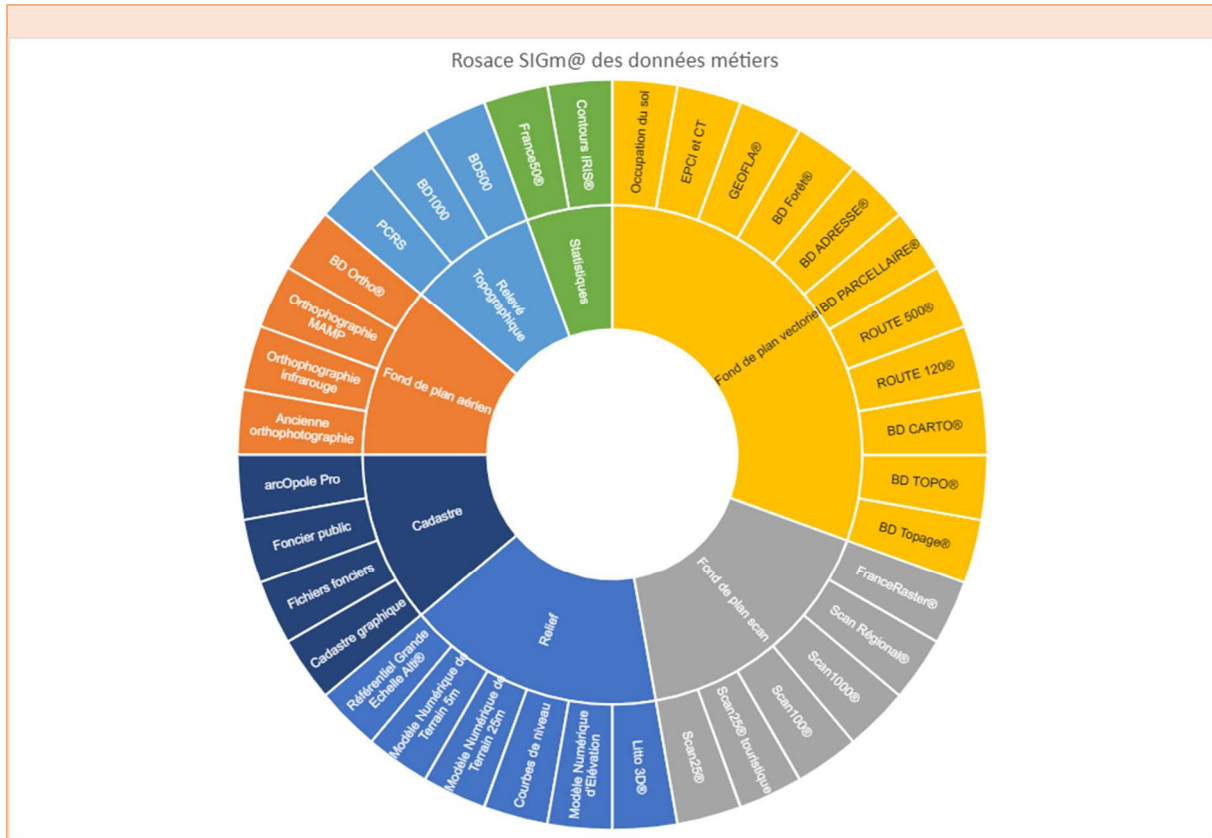 Rosace SIGm@ des données métiers
Occupation du sol
EPCI et CT
GEOFLA®
BD Forêt®
BD ADRESSE®
BD PARCELLAIRE®
ROUTE 500®
ROUTE 120®
BD CARTO®
BD TOPO®
BD Topage®
Fond de plan vectoriel
FranceRaster®
Scan Régional®
Scan1000®
Scan100®
Scan25® touristique
Scan25®
Fond de plan scan
Litto 3D®
Modèle Numérique
d'Elévation
Courbes de niveau
Modèle Numérique de
Terrain 25m
Modèle Numérique de
Terrain 5m
Référentiel Grande
Echelle Alti®
Relief
Cadastre graphique
Fichiers fonciers
Foncier public
arcOpole Pro
Cadastre
Ancienne
orthophotographie
Orthophographie
infrarouge
Orthophographie
MAMP
BD Ortho®
Fond de plan aérien
PCRS
BD1000
BD500
Relevé
Topographique
France50®
Contours IRIS®
Statistiques